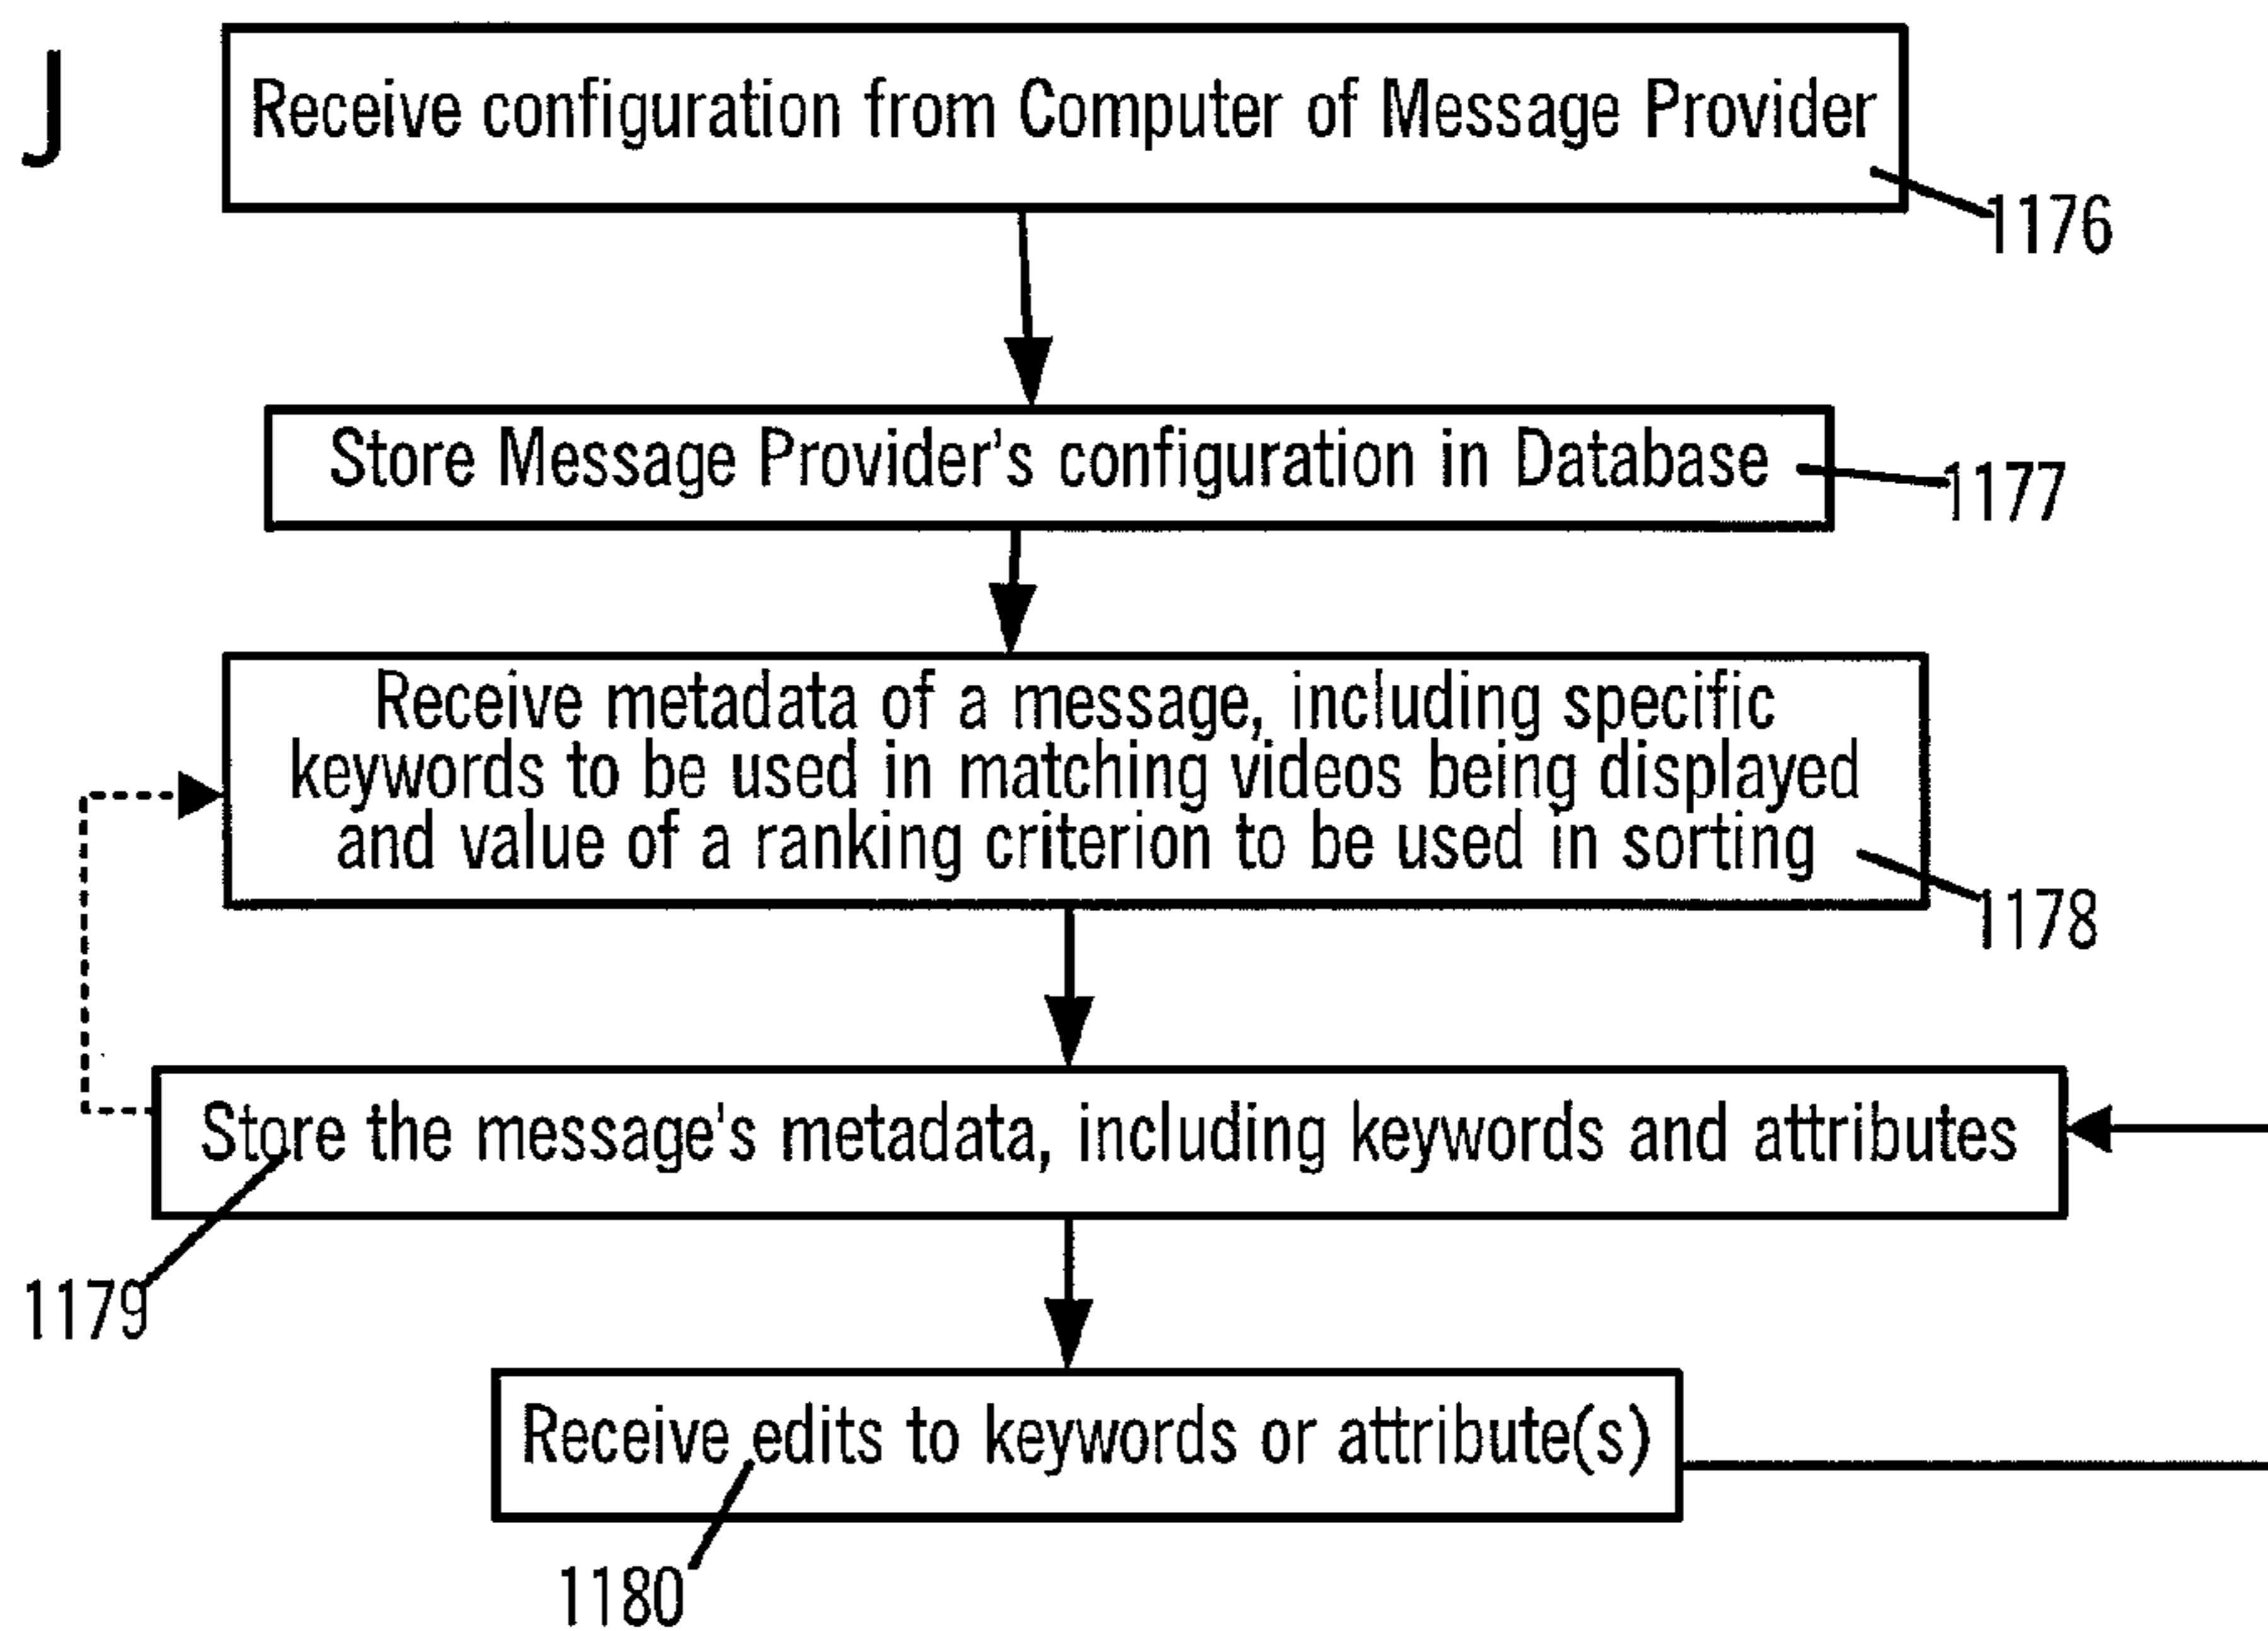 J
Receive configuration from Computer of Message Provider
1176
Store Message Provider's configuration in Database
1177
Receive metadata of a message, including specific
keywords to be used in matching videos being displayed
and value of a ranking criterion to be used in sorting
1178
Store the message's metadata, including keywords and attributes
1179
Receive edits to keywords or attribute(s)
1180